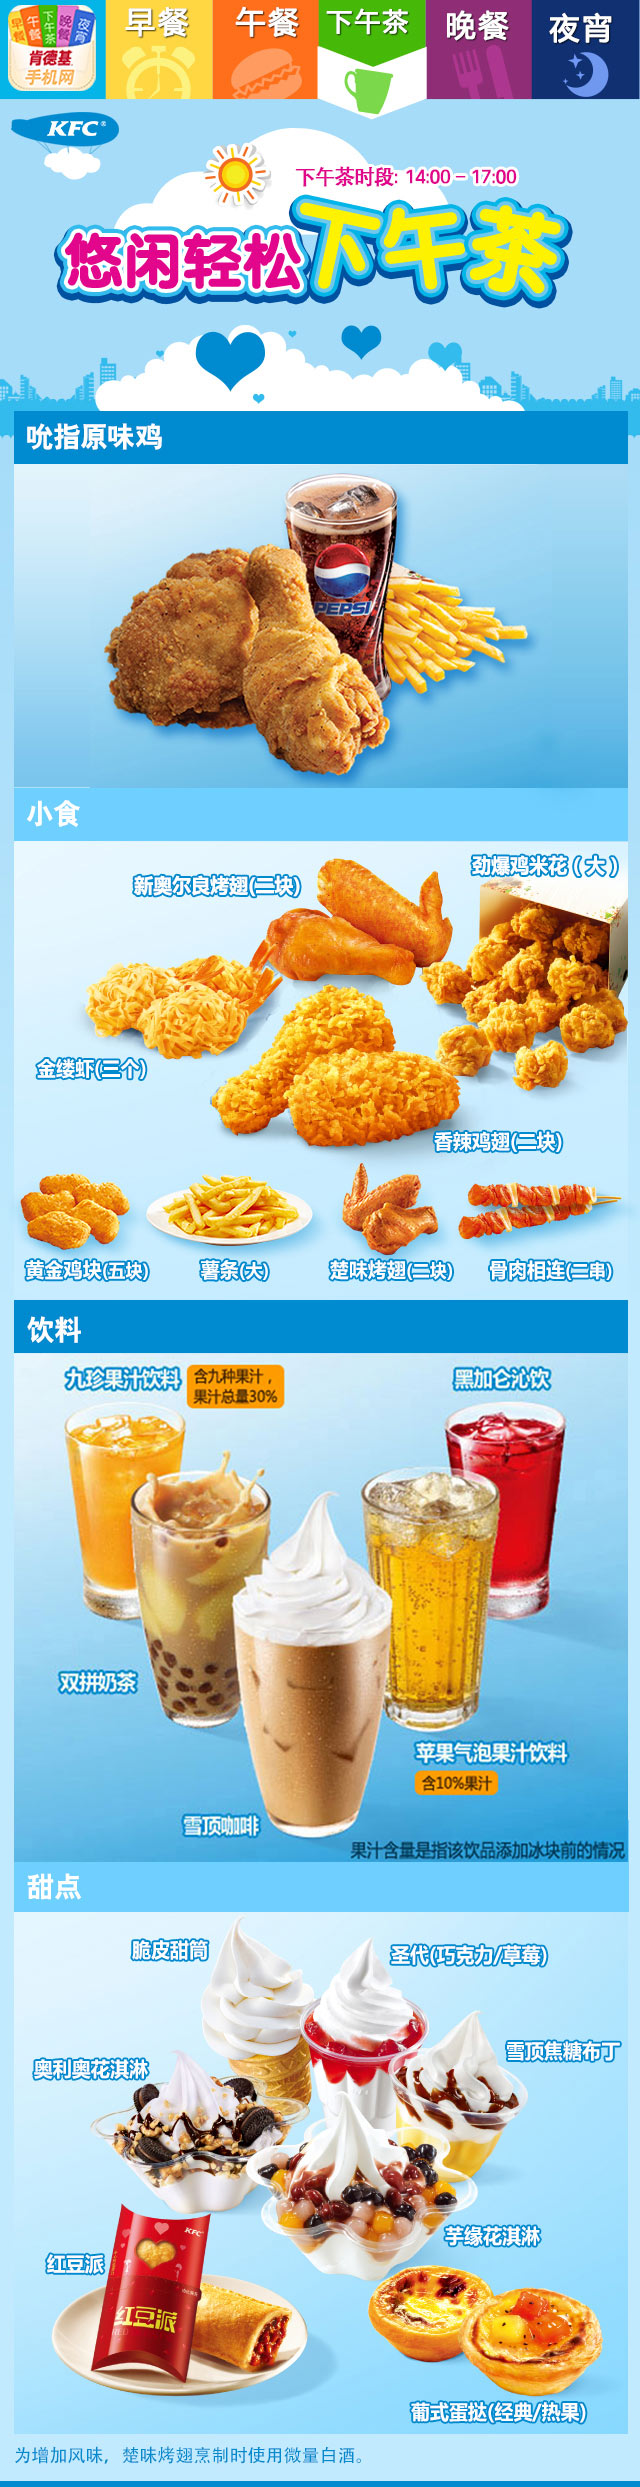 早餐
午餐
下午茶
晚餐
夜宵
早餐
午餐
下午茶
晚餐
夜宵
肯德基
手机网
KFC®
下午茶时段: 14:00－17:00
悠闲轻松下午茶
吮指原味鸡
PEPSI
小食
新奥尔良烤翅(二块)
劲爆鸡米花（大）
金缕虾(三个)
香辣鸡翅(二块)
黄金鸡块(五块)
薯条(大)
楚味烤翅(二块)
骨肉相连(二串)
饮料
九珍果汁饮料
含九种果汁，
果汁总量30%
黑加仑沁饮
双拼奶茶
苹果气泡果汁饮料
含10%果汁
雪顶咖啡
果汁含量是指该饮品添加冰块前的情况
甜点
脆皮甜筒
圣代(巧克力/草莓)
雪顶焦糖布丁
奥利奥花淇淋
芋缘花淇淋
红豆派
KFC
红豆派
葡式蛋挞(经典/热果)
为增加风味，楚味烤翅烹制时使用微量白酒。